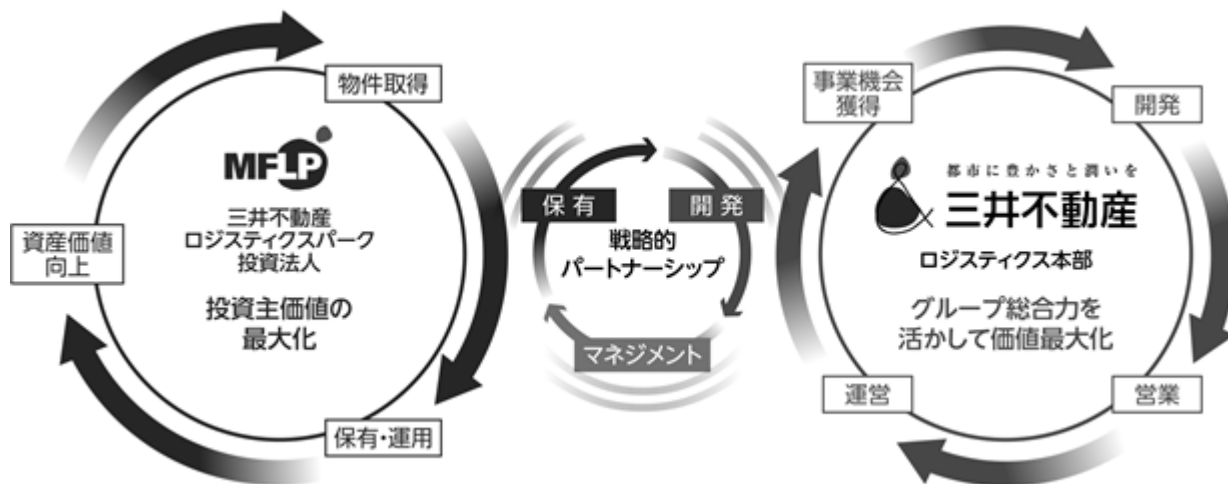 物件取得
MFLP
三井不動産
ロジスティクスパーク
投資法人
投資主価値の
最大化
資産価値
向上
保有・運用
保有
開発
戦略的
パートナーシップ
マネジメント
事業機会
獲得
開発
都市に豊かさと潤いを
三井不動産
ロジスティクス本部
グループ総合力を
活かして価値最大化
運営
営業